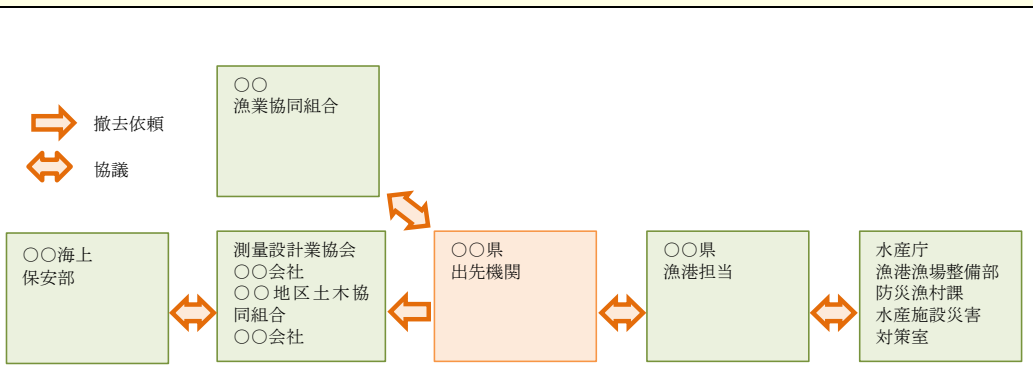 撤去依頼
協議
○○
漁業協同組合
○○海上
保安部
測量設計業協会
○○会社
○○地区土木協
同組合
○○会社
○○県
出先機関
○○県
漁港担当
水産庁
漁港漁場整備部
防災漁村課
水産施設災害
対策室